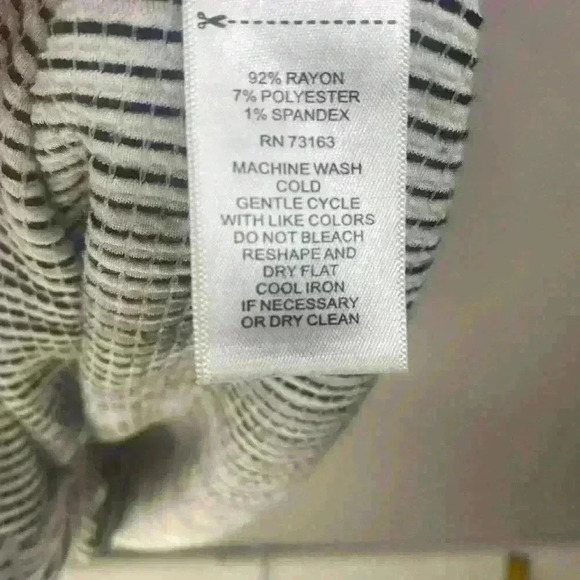 92% RAYON
7% POLYESTER
1% SPANDEX
RN 73163
MACHINE WASH
COLD
GENTLE CYCLE
WITH LIKE COLORS
DO NOT BLEACH
RESHAPE AND
DRY FLAT
COOL IRON
IF NECESSARY
OR DRY CLEAN